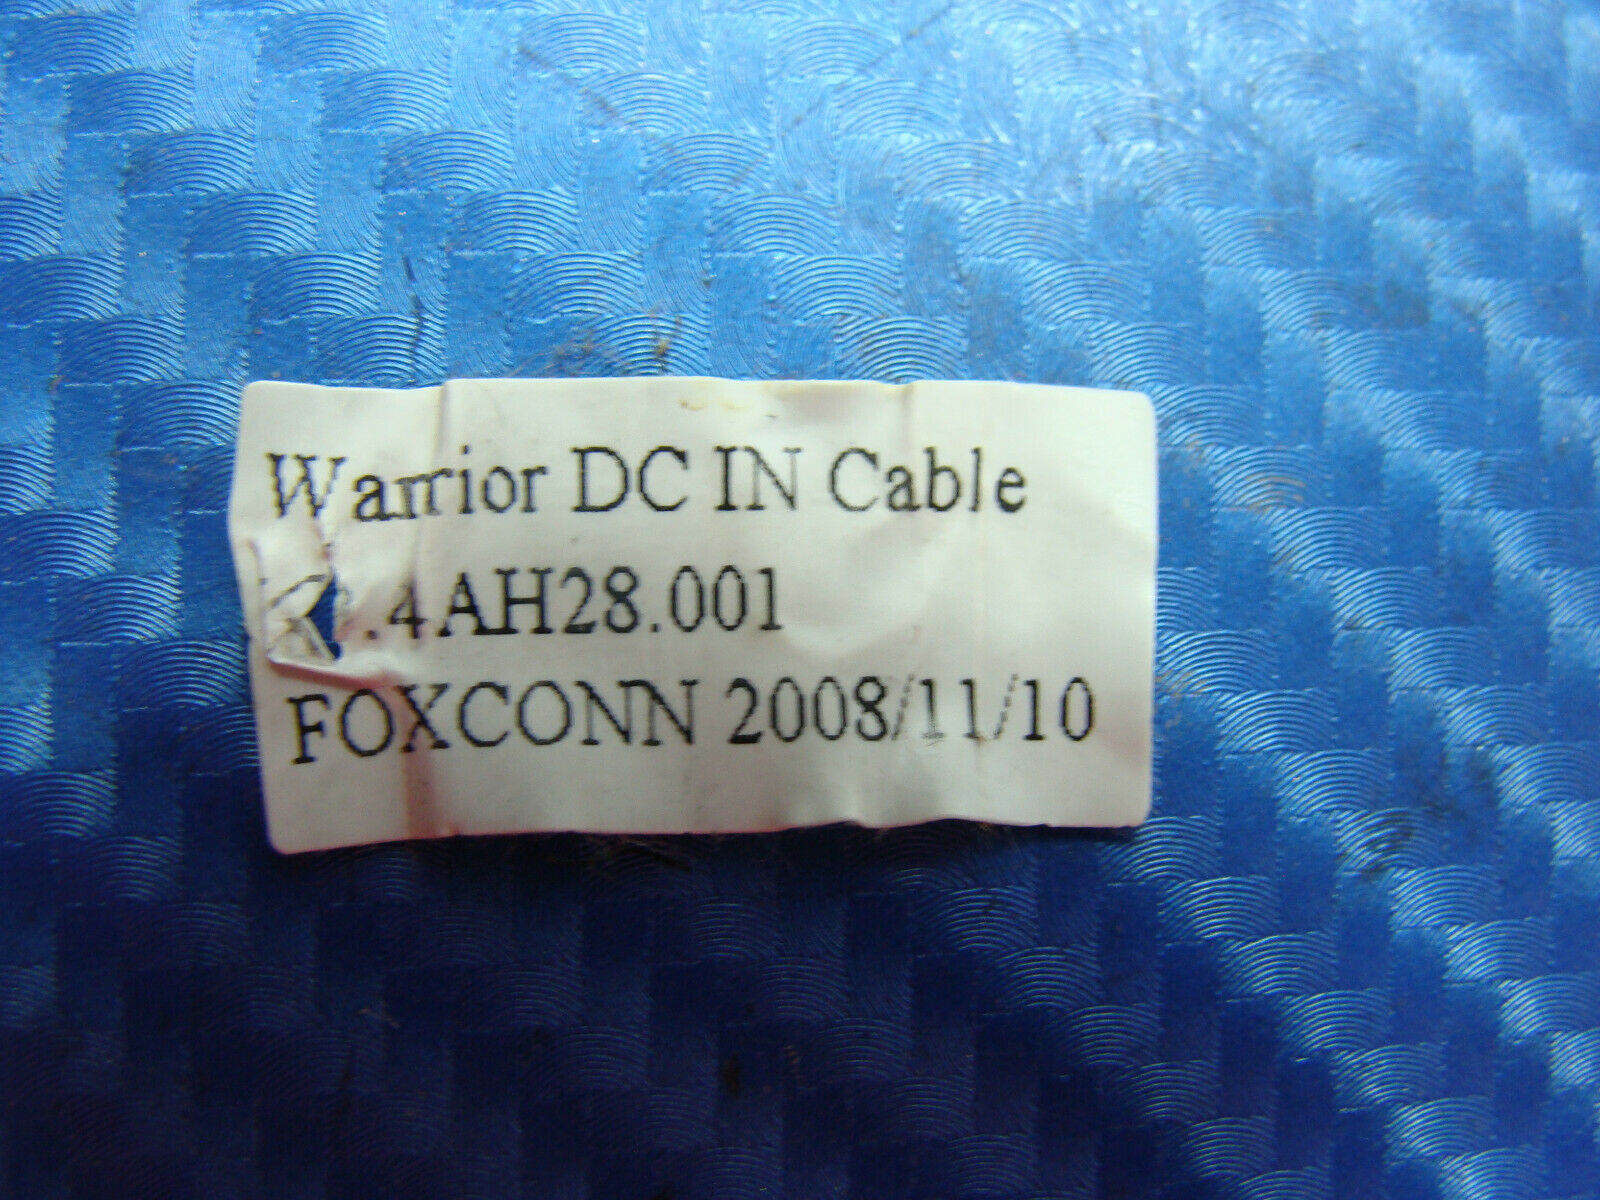 Warrior DC IN Cable
.4AH28.001
FOXCONN 2008/11/10